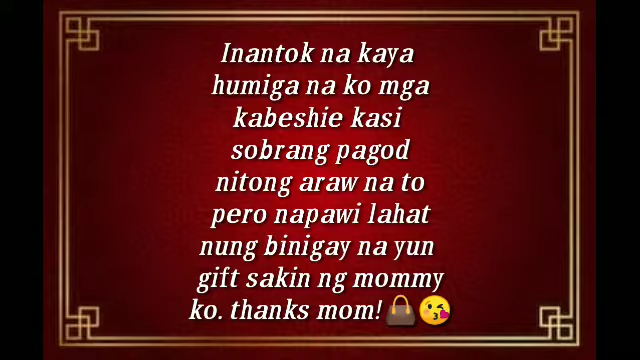 Inantok na kaya
humiga na ko mga
kabeshie kasi
sobrang pagod
nitong araw na to
pero napawi lahat
nung binigay na yun
gift sakin ng mommy
ko. thanks mom!👜😘